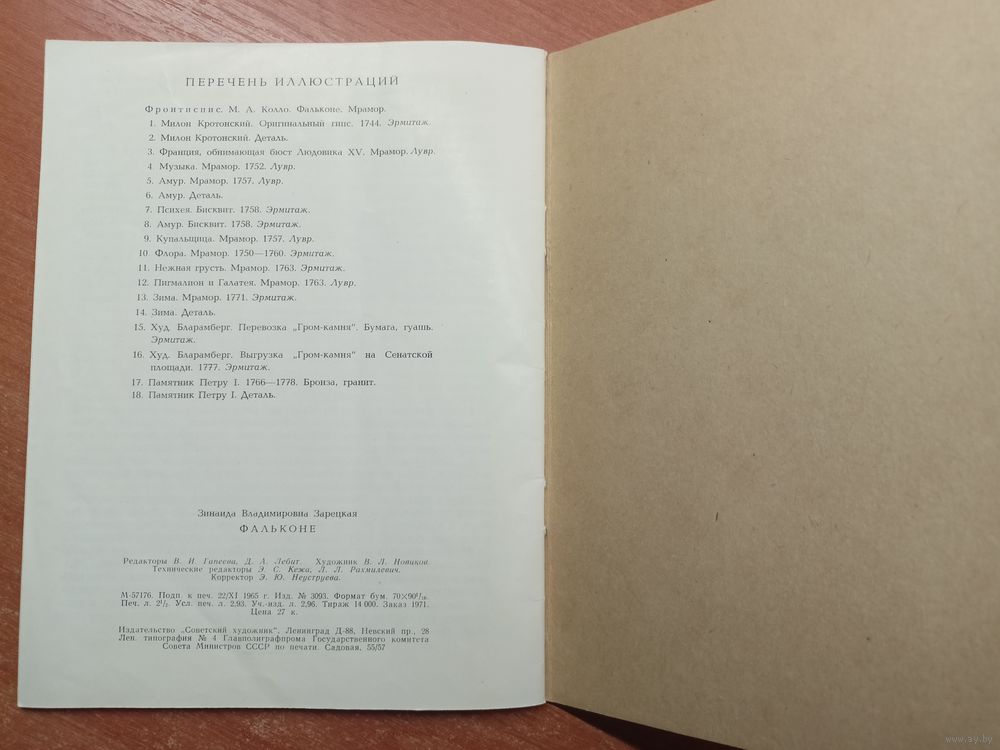 ПЕРЕЧЕНЬ ИЛЛЮСТРАЦИЙ
Фронтиспис. М. А. Колло. Фальконе. Мрамор.
1. Милон Кротонский. Оригинальный гипс. 1744. Эрмитаж.
2. Милон Кротонский. Деталь.
3. Франция, обнимающая бюст Людовика XV. Мрамор. Лувр.
4 Музыка. Мрамор. 1752. Лувр.
5. Амур. Мрамор. 1757. Лувр.
6. Амур. Деталь.
7. Психея. Бисквит. 1758. Эрмитаж.
8. Амур. Бисквит. 1758. Эрмитаж.
9. Купальщица. Мрамор. 1757. Лувр.
10. Флора. Мрамор. 1750—1760. Эрмитаж.
11. Нежная грусть. Мрамор. 1763. Эрмитаж.
12. Пигмалион и Галатея. Мрамор. 1763. Лувр.
13. Зима. Мрамор. 1771. Эрмитаж.
14. Зима. Деталь.
15. Худ. Бларамберг. Перевозка „Гром-камня“. Бумага, гуашь.
Эрмитаж.
16. Худ. Бларамберг. Выгрузка „Гром-камня“ на Сенатской
площади. 1777. Эрмитаж.
17. Памятник Петру I. 1766—1778. Бронза, гранит.
18. Памятник Петру I. Деталь.
Зинаида Владимировна Зарецкая
ФАЛЬКОНЕ
Редакторы В. И. Гапеева, Д. А. Лебит Художник В. Л. Новиков.
Технические редакторы Э. С. Кежа, Л. Л. Рахмилевич.
Корректор Э. Ю. Неуструева.
М-57176. Подп. к печ. 22/XI 1965 г. Изд. № 3093. Формат бум. 70×90¹/₁₆.
Печ. л. 2¹/₂. Усл. печ. л. 2,93. Уч.-изд. л. 2,96. Тираж 14 000. Заказ 1971.
Цена 27 к.
Издательство „Советский художник“. Ленинград Д-88, Невский пр., 28
Лен. типография № 4 Главполиграфпрома Государственного комитета
Совета Министров СССР по печати. Садовая, 55/57
www.ay.by